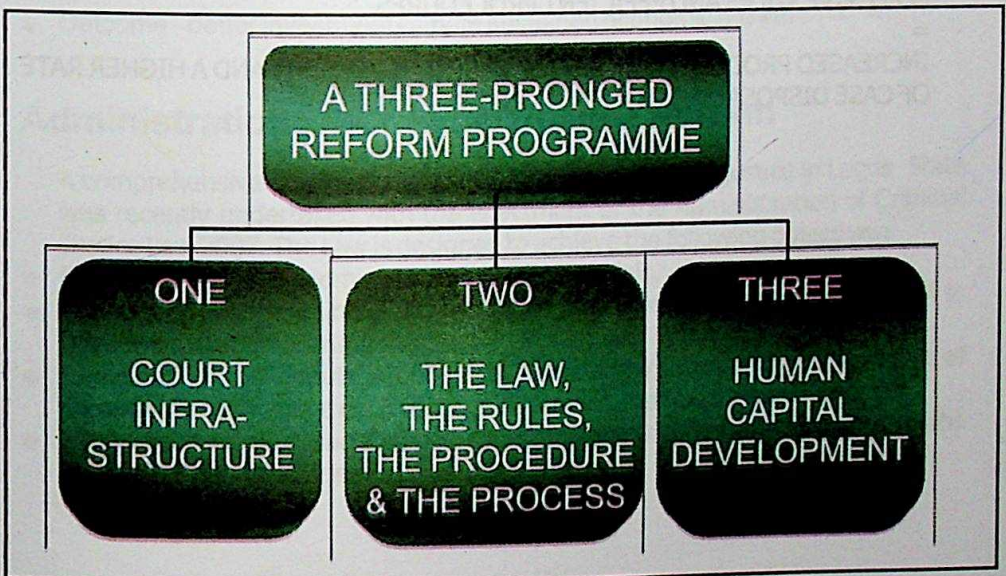 A THREE-PRONGED
REFORM PROGRAMME
ONE
COURT
INFRA-
STRUCTURE
TWO
THE LAW,
THE RULES,
THE PROCEDURE
& THE PROCESS
THREE
HUMAN
CAPITAL
DEVELOPMENT